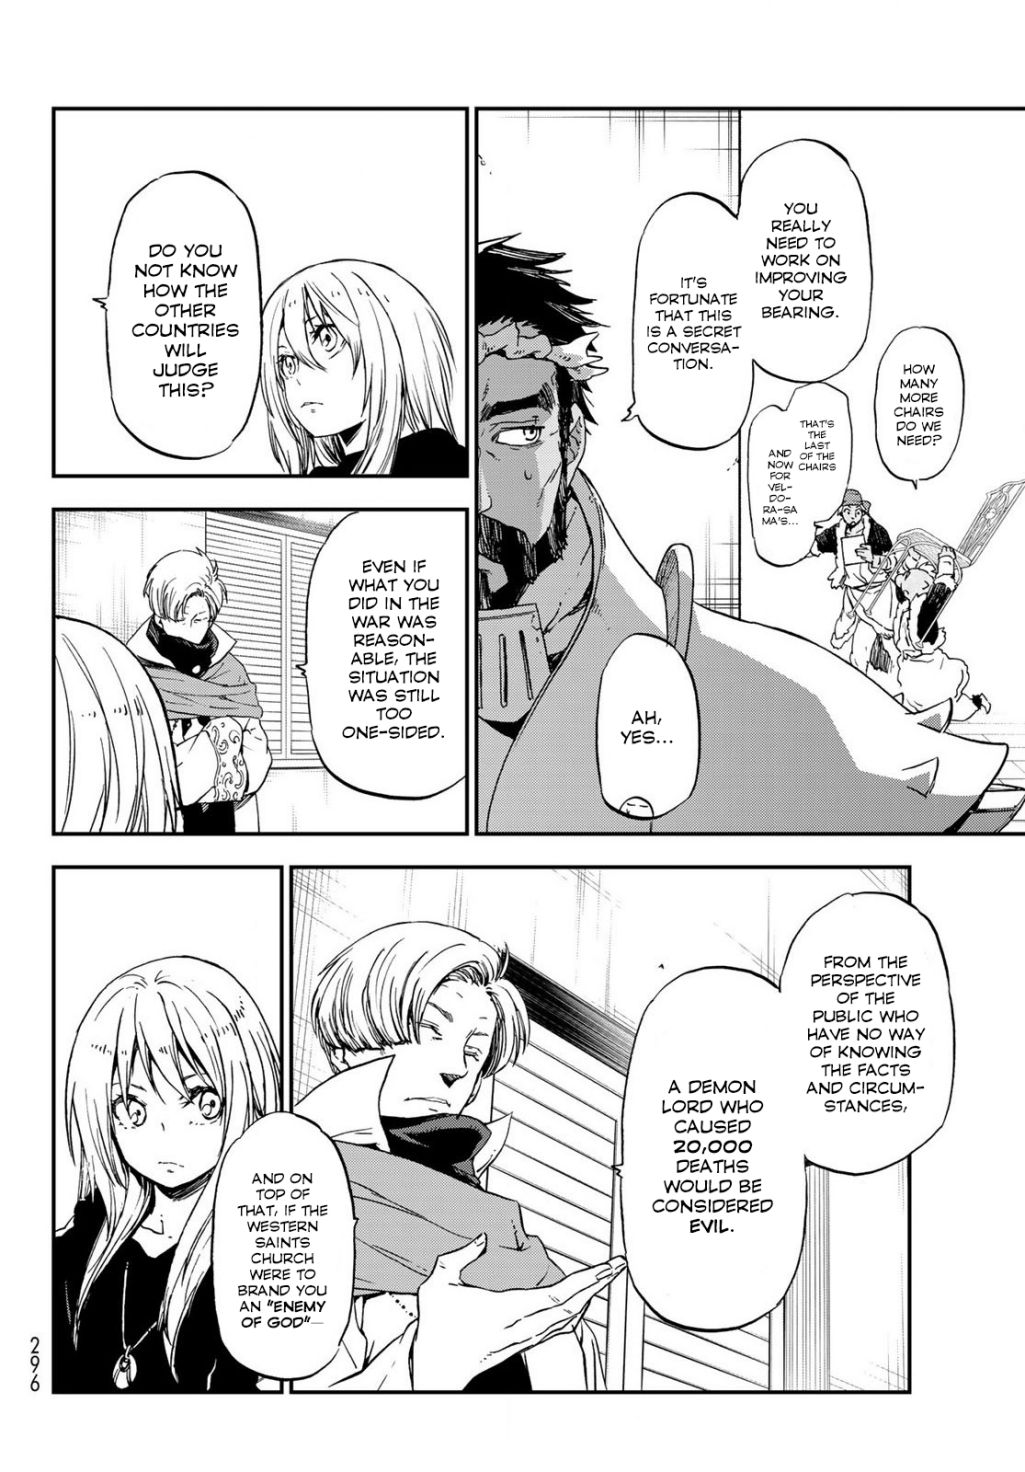 YOU
REALLY
NEED TO
WORK ON
IMPROVING
YOUR
BEARING.
IT'S
FORTUNATE
THAT THIS
IS A SECRET
CONVERSA-
TION.
HOW
MANY
MORE
CHAIRS
DO WE
NEED?
THAT'S
THE
LAST
OF THE
CHAIRS
AND
NOW
FOR
VEL-
DO-
RA-SA
MA'S...
AH,
YES...
DO YOU
NOT KNOW
HOW THE
OTHER
COUNTRIES
WILL
JUDGE
THIS?
EVEN IF
WHAT YOU
DID IN THE
WAR WAS
REASON-
ABLE, THE
SITUATION
WAS STILL
TOO
ONE-SIDED.
FROM THE
PERSPECTIVE
OF THE
PUBLIC WHO
HAVE NO WAY
OF KNOWING
THE FACTS
AND CIRCUM-
STANCES,
A DEMON
LORD WHO
CAUSED
20,000
DEATHS
WOULD BE
CONSIDERED
EVIL.
AND ON
TOP OF
THAT, IF THE
WESTERN
SAINTS
CHURCH
WERE TO
BRAND YOU
AN "ENEMY
OF GOD"—
296